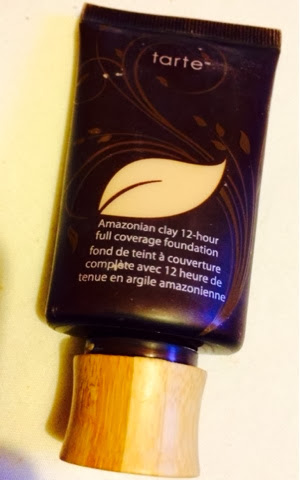 tarte™
Amazonian clay 12-hour
full coverage foundation
fond de teint à couverture
complète avec 12 heure de
tenue en argile amazonienne